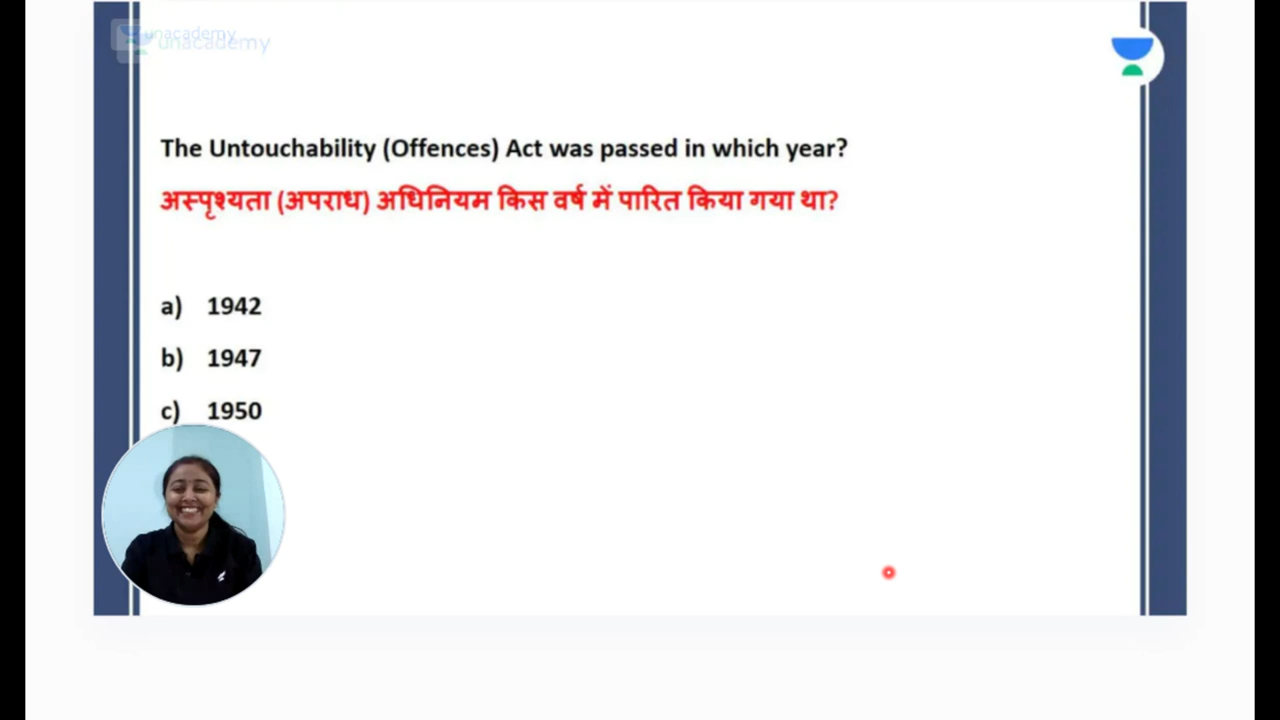 unacademy
unacademy
The Untouchability (Offences) Act was passed in which year?
अस्पृश्यता (अपराध) अधिनियम किस वर्ष में पारित किया गया था?
a) 1942
b) 1947
c) 1950